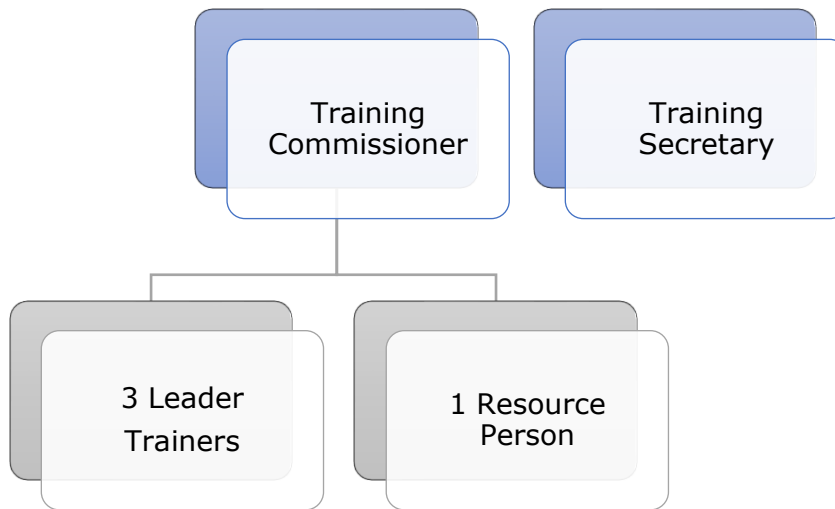 Training
Commissioner
Training
Secretary
3 Leader
Trainers
1 Resource
Person